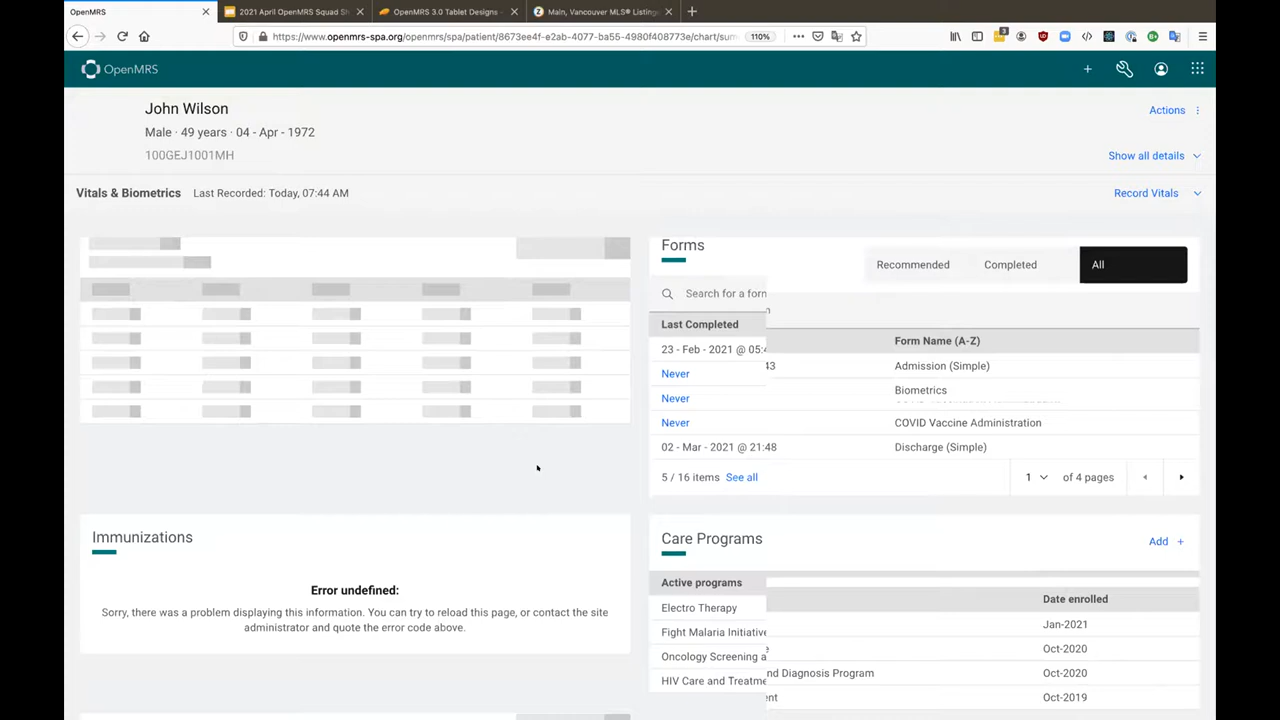 OpenMRS
2021 April OpenMRS Squad Sh
OpenMRS 3.0 Tablet Designs -
Main, Vancouver MLS® Listings
https://www.openmrs-spa.org/openmrs/spa/patient/8673ee4f-e2ab-4077-ba55-4980f408773e/chart/sum
110%
3
OpenMRS
John Wilson
Male · 49 years · 04 - Apr - 1972
100GEJ1001MH
Actions
Show all details
Vitals & Biometrics
Last Recorded: Today, 07:44 AM
Record Vitals
Forms
Recommended
Completed
All
Search for a form
Last Completed
Form Name (A-Z)
23 - Feb - 2021 @ 05:43
Admission (Simple)
Never
Biometrics
Never
Never
COVID Vaccine Administration
02 - Mar - 2021 @ 21:48
Discharge (Simple)
5 / 16 items
See all
1
of 4 pages
Immunizations
Error undefined:
Sorry, there was a problem displaying this information. You can try to reload this page, or contact the site
administrator and quote the error code above.
Care Programs
Add +
Active programs
Date enrolled
Electro Therapy
Jan-2021
Fight Malaria Initiative
Oct-2020
Oncology Screening and Diagnosis Program
Oct-2020
HIV Care and Treatment
Oct-2019